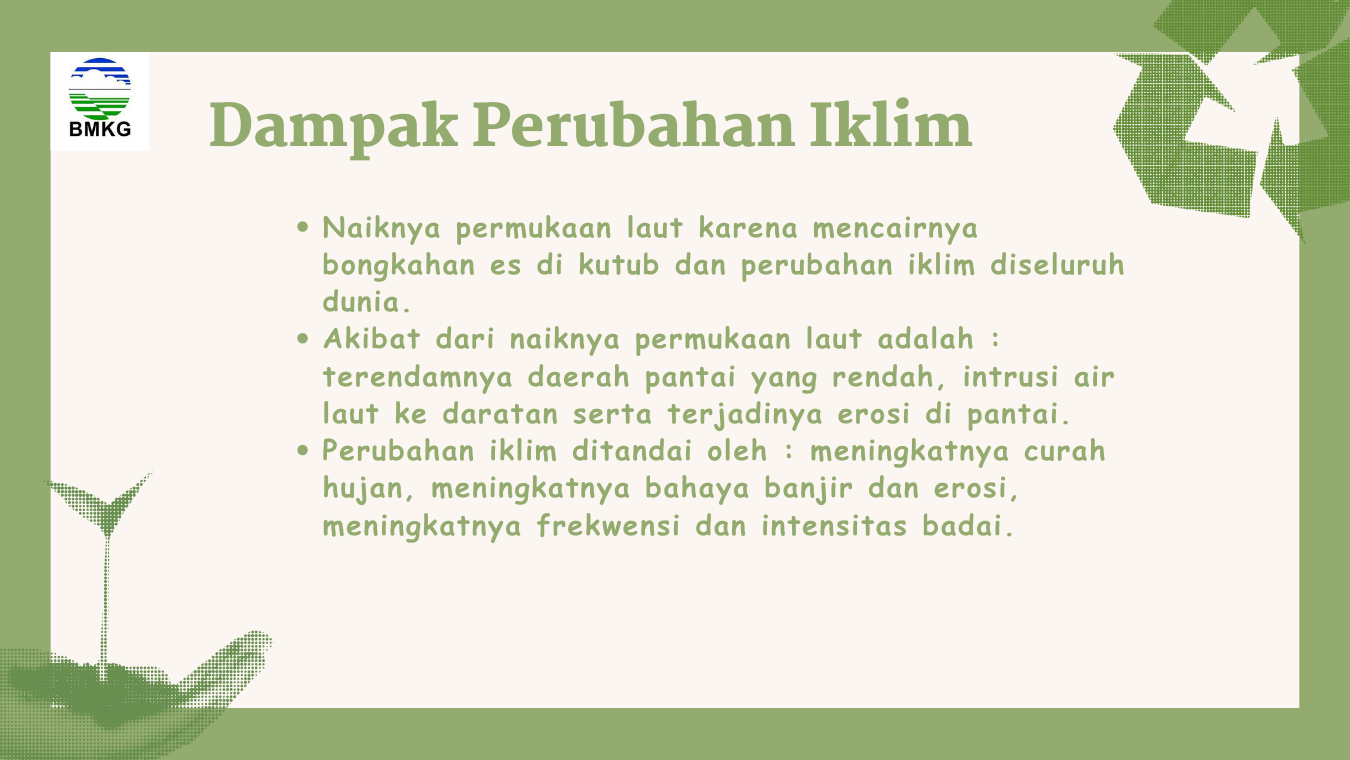 BMKG
Dampak Perubahan Iklim
• Naiknya permukaan laut karena mencairnya
bongkahan es di kutub dan perubahan iklim diseluruh
dunia.
• Akibat dari naiknya permukaan laut adalah :
terendamnya daerah pantai yang rendah, intrusi air
laut ke daratan serta terjadinya erosi di pantai.
• Perubahan iklim ditandai oleh : meningkatnya curah
hujan, meningkatnya bahaya banjir dan erosi,
meningkatnya frekwensi dan intensitas badai.